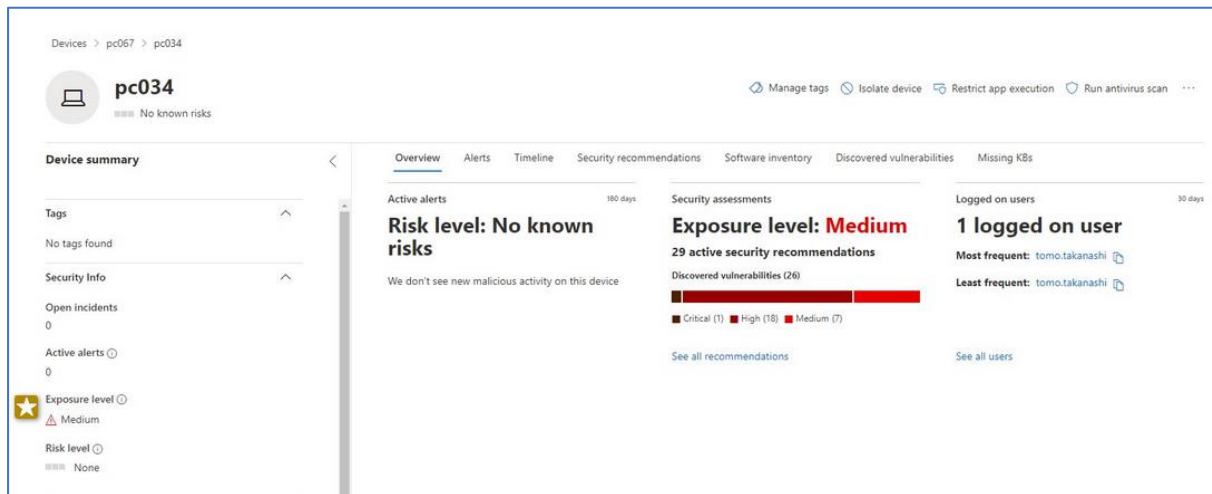 Devices > pc067 > pc034
pc034
No known risks
Manage tags Isolate device Restrict app execution Run antivirus scan ...
Device summary
Overview Alerts Timeline Security recommendations Software inventory Discovered vulnerabilities Missing KBs
Tags
No tags found
Security Info
Open incidents
0
Active alerts
0
Exposure level
Medium
Risk level
None
Active alerts 180 days
Risk level: No known
risks
We don't see new malicious activity on this device
Security assessments
Exposure level: Medium
29 active security recommendations
Discovered vulnerabilities (26)
Critical (1) High (18) Medium (7)
See all recommendations
Logged on users 30 days
1 logged on user
Most frequent: tomo.takanashi
Least frequent: tomo.takanashi
See all users